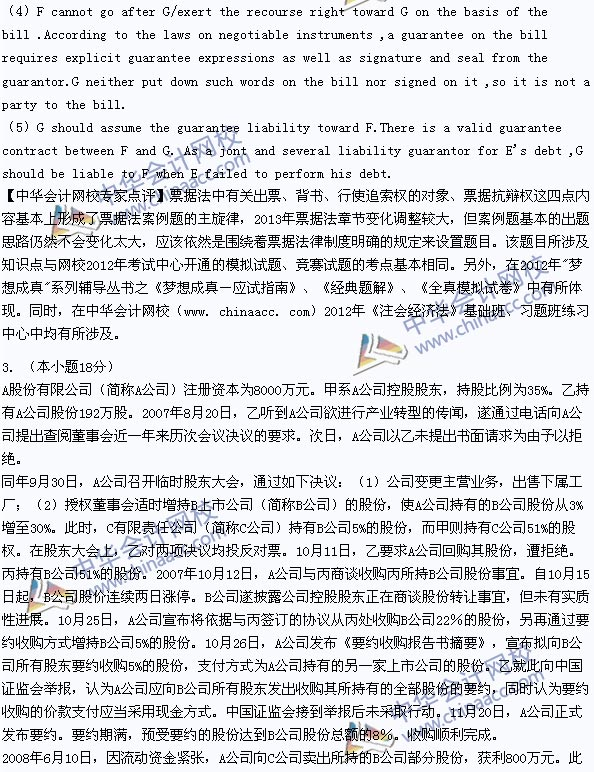 (4) F cannot go after G/exert the recourse right toward G on the basis of the
bill .According to the laws on negotiable instruments ,a guarantee on the bill
requires explicit guarantee expressions as well as signature and seal from the
guarantor.G neither put down such words on the bill nor signed on it ,so it is not a
party to the bill.
(5) G should assume the guarantee liability toward F.There is a valid guarantee
contract between F and G. As a jont and several liability guarantor for E's debt ,G
should be liable to F when E failed to perform his debt.
【中华会计网校专家点评】票据法中有关出票、背书、行使追索权的对象、票据抗辩权这四点内
容基本上形成了票据法案例题的主旋律，2013年票据法章节变化调整较大，但案例题基本的出题
思路仍然不会变化太大，应该依然是围绕着票据法律制度明确的规定来设置题目。该题目所涉及
知识点与网校2012年考试中心开通的模拟试题、竞赛试题的考点基本相同。另外，在2012年"梦
想成真"系列辅导丛书之《梦想成真—应试指南》、《经典题解》、《全真模拟试卷》中有所体
现。同时，在中华会计网校（www. chinaacc. com）2012年《注会经济法》基础班、习题班练习
中心中均有所涉及。
3. （本小题18分）
A股份有限公司（简称A公司）注册资本为8000万元。甲系A公司控股股东，持股比例为35%。乙持
有A公司股份192万股。2007年8月20日，乙听到A公司欲进行产业转型的传闻，遂通过电话向A公
司提出查阅董事会近一年来历次会议决议的要求。次日，A公司以乙未提出书面请求为由予以拒
绝。
同年9月30日，A公司召开临时股东大会，通过如下决议：（1）公司变更主营业务，出售下属工
厂；（2）授权董事会适时增持B上市公司（简称B公司）的股份，使A公司持有的B公司股份从3%
增至30%。此时，C有限责任公司（简称C公司）持有B公司5%的股份，而甲则持有C公司51%的股
权。在股东大会上，乙对两项决议均投反对票。10月11日，乙要求A公司回购其股份，遭拒绝。
丙持有B公司51%的股份。2007年10月12日，A公司与丙商谈收购丙所持B公司股份事宜。自10月15
日起，B公司股价连续两日涨停。B公司遂披露公司控股股东正在商谈股份转让事宜，但未有实质
性进展。10月25日，A公司宣布将依据与丙签订的协议从丙处收购B公司22%的股份，另再通过要
约收购方式增持B公司5%的股份。10月26日，A公司发布《要约收购报告书摘要》，宣布拟向B公
司所有股东要约收购5%的股份，支付方式为A公司持有的另一家上市公司的股份。乙就此向中国
证监会举报，认为A公司应向B公司所有股东发出收购其所持有的全部股份的要约，同时认为要约
收购的价款支付应当采用现金方式。中国证监会接到举报后未采取行动。11月20日，A公司正式
发布要约。要约期满，预受要约的股份达到B公司股份总额的8%。收购顺利完成。
2008年6月10日，因流动资金紧张，A公司向C公司卖出所持的B公司部分股份，获利800万元。此
中华会计网校
www.chinaacc.com
中华会计网校
www.chinaacc.com
中华会计网校
www.chinaacc.com
中华会计网校
www.chinaacc.com